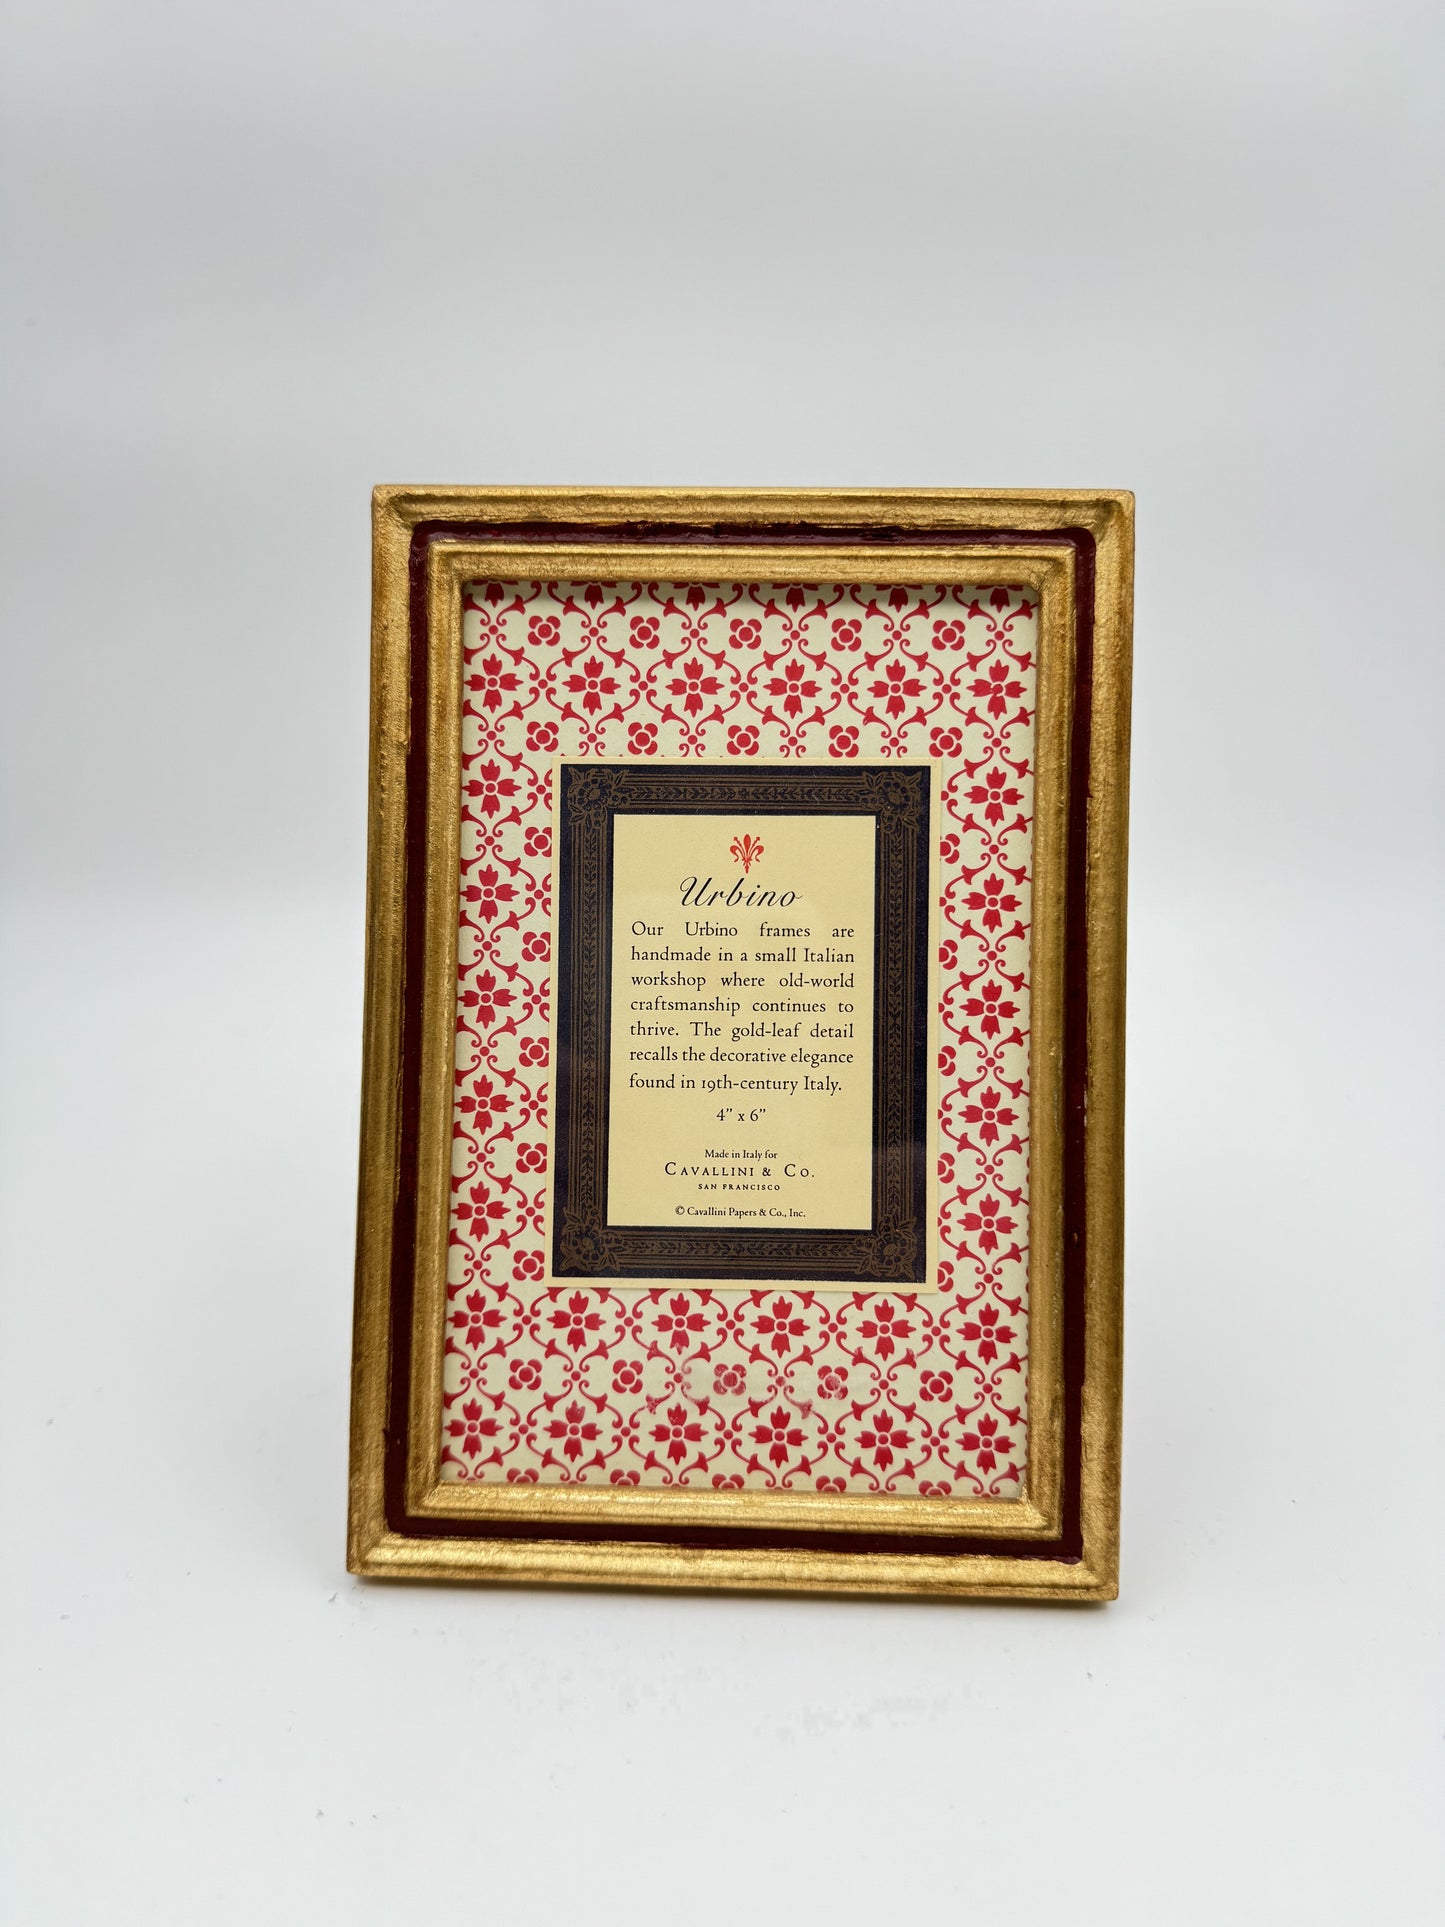 Urbino
Our Urbino frames are
handmade in a small Italian
workshop where old-world
craftsmanship continues to
thrive. The gold-leaf detail
recalls the decorative elegance
found in 19th-century Italy.
4” x 6”
Made in Italy for
CAVALLINI & CO.
SAN FRANCISCO
© Cavallini Papers & Co., Inc.